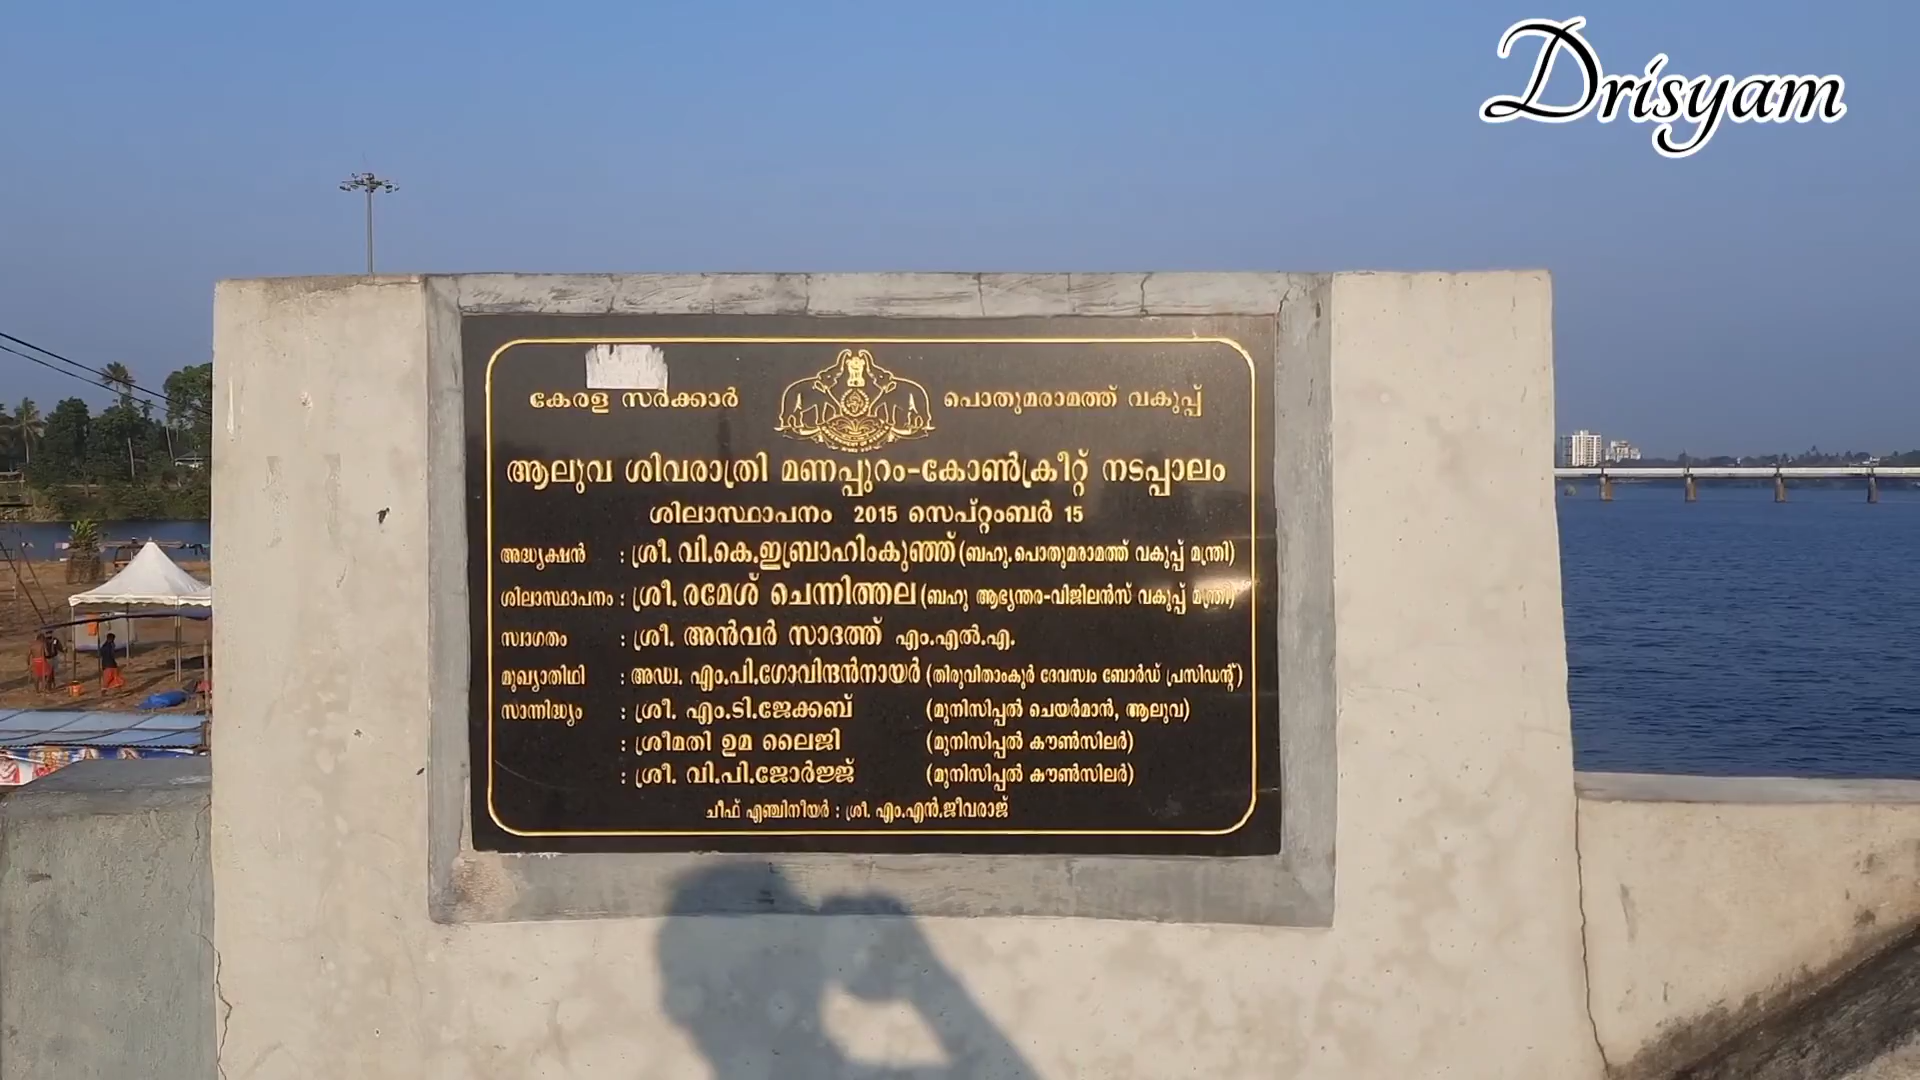 Drisyam
കേരള സർക്കാർ പൊതുമരാമത്ത് വകുപ്പ്
ആലുവ ശിവരാത്രി മണപ്പുറം-കോൺക്രീറ്റ് നടപ്പാലം
ശിലാസ്ഥാപനം 2015 സെപ്റ്റംബർ 15
അദ്ധ്യക്ഷൻ : ശ്രീ. വി.കെ.ഇബ്രാഹിംകുഞ്ഞ് (ബഹു.പൊതുമരാമത്ത് വകുപ്പ് മന്ത്രി)
ശിലാസ്ഥാപനം : ശ്രീ. രമേശ് ചെന്നിത്തല (ബഹു ആഭ്യന്തര-വിജിലൻസ് വകുപ്പ് മന്ത്രി)
സ്വാഗതം : ശ്രീ. അൻവർ സാദത്ത് എം.എൽ.എ.
മുഖ്യാതിഥി : അഡ്വ. എം.പി.ഗോവിന്ദൻനായർ (തിരുവിതാംകൂർ ദേവസ്വം ബോർഡ് പ്രസിഡന്റ്)
സാന്നിദ്ധ്യം : ശ്രീ. എം.ടി.ജേക്കബ് (മുനിസിപ്പൽ ചെയർമാൻ, ആലുവ)
: ശ്രീമതി ഉമ ലൈജി (മുനിസിപ്പൽ കൗൺസിലർ)
: ശ്രീ. വി.പി.ജോർജ്ജ് (മുനിസിപ്പൽ കൗൺസിലർ)
ചീഫ് എഞ്ചിനീയർ : ശ്രീ. എം.എൻ.ജീവരാജ്